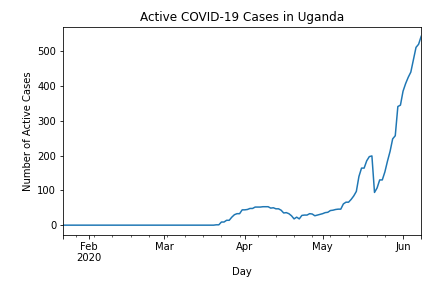 Active COVID-19 Cases in Uganda
Number of Active Cases
500
400
300
200
100
0
Feb
2020
Mar
Apr
May
Jun
Day